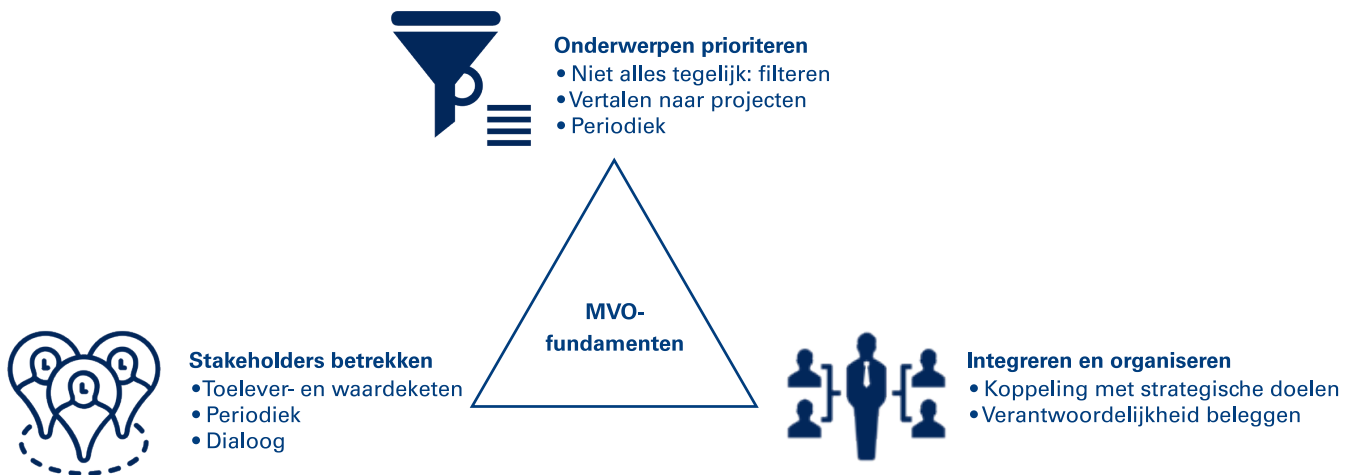 Onderwerpen prioriteren
• Niet alles tegelijk: filteren
• Vertalen naar projecten
• Periodiek
MVO-
fundamenten
Stakeholders betrekken
• Toelever- en waardeketen
• Periodiek
• Dialoog
Integreren en organiseren
• Koppeling met strategische doelen
• Verantwoordelijkheid beleggen